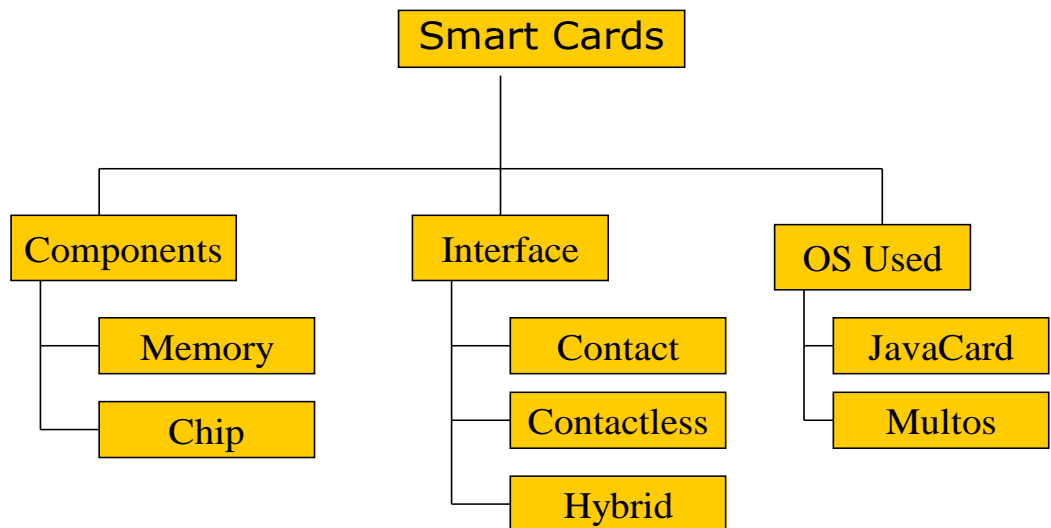 Smart Cards
Components
Memory
Chip
Interface
Contact
Contactless
Hybrid
OS Used
JavaCard
Multos